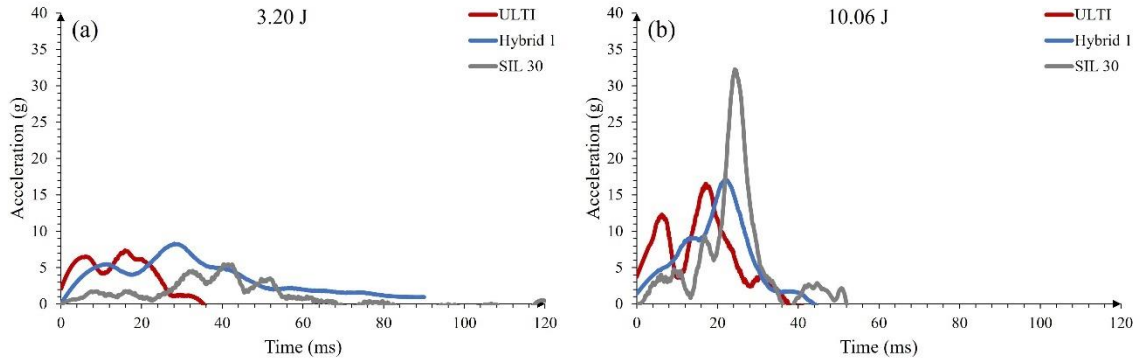 (a)
3.20 J
ULTI
Hybrid 1
SIL 30
Acceleration (g)
40
35
30
25
20
15
10
5
0
0 20 40 60 80 100 120
Time (ms)
(b)
10.06 J
ULTI
Hybrid 1
SIL 30
Acceleration (g)
40
35
30
25
20
15
10
5
0
0 20 40 60 80 100 120
Time (ms)